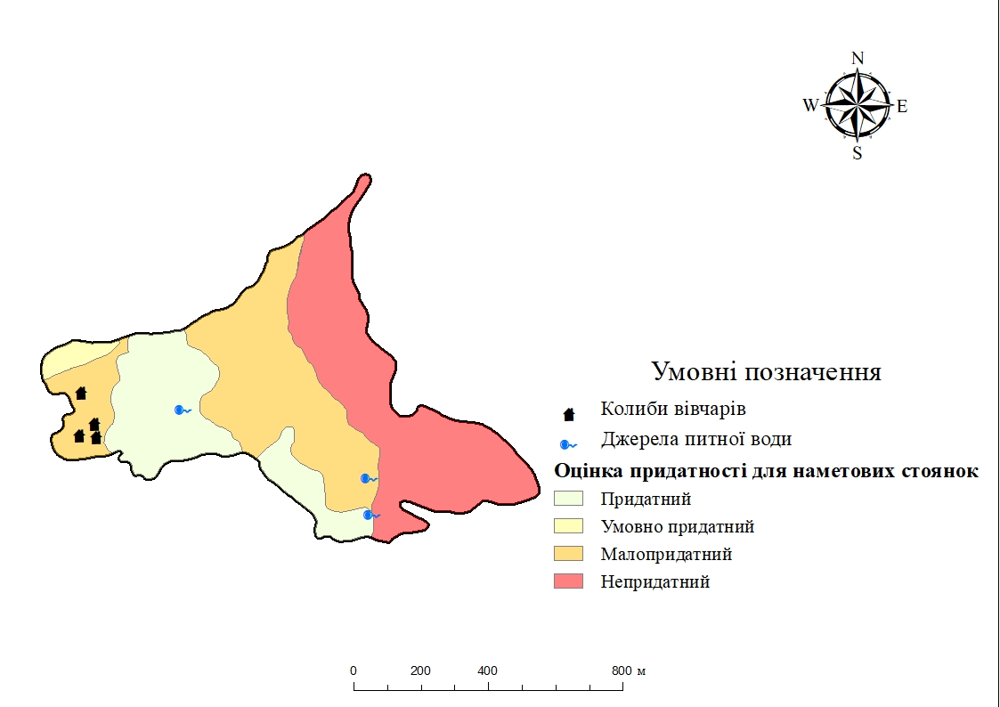 N
W E
S
Умовні позначення
Колиби вівчарів
Джерела питної води
Оцінка придатності для наметових стоянок
Придатний
Умовно придатний
Малопридатний
Непридатний
0 200 400 800 м